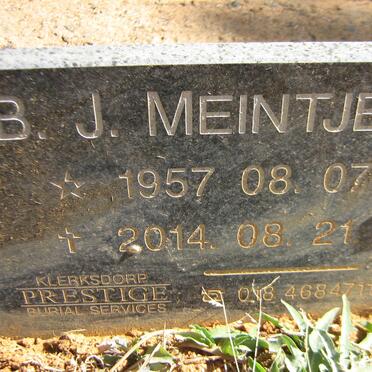 B. J. MEINTJE
☆ 1957 08. 07
✝ 2014. 08. 21
KLERKSDORP
PRESTIGE
BURIAL SERVICES
☎ 018 468471